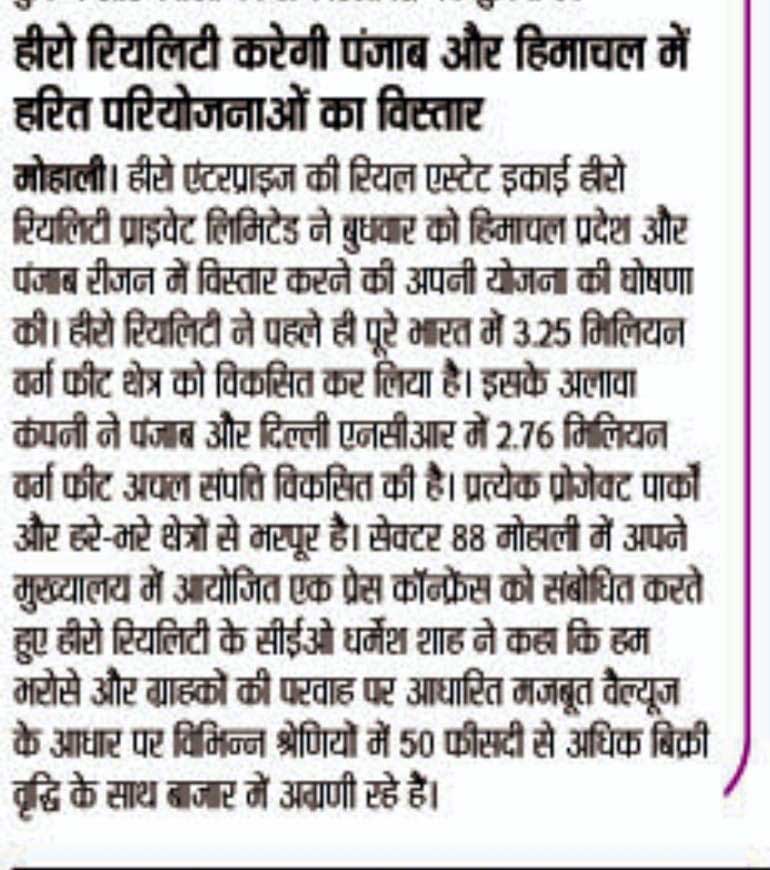 हीरो रियलिटी करेगी पंजाब और हिमाचल में
हरित परियोजनाओं का विस्तार
मोहाली। हीरो एंटरप्राइज की रियल एस्टेट इकाई हीरो
रियलिटी प्राइवेट लिमिटेड ने बुधवार को हिमाचल प्रदेश और
पंजाब रीजन में विस्तार करने की अपनी योजना की घोषणा
की। हीरो रियलिटी ने पहले ही पूरे भारत में 3.25 मिलियन
वर्ग फीट क्षेत्र को विकसित कर लिया है। इसके अलावा
कंपनी ने पंजाब और दिल्ली एनसीआर में 2.76 मिलियन
वर्ग फीट अचल संपत्ति विकसित की है। प्रत्येक प्रोजेक्ट पार्कों
और हरे-भरे क्षेत्रों से भरपूर है। सेक्टर 88 मोहाली में अपने
मुख्यालय में आयोजित एक प्रेस कॉन्फ्रेंस को संबोधित करते
हुए हीरो रियलिटी के सीईओ धर्मेश शाह ने कहा कि हम
भरोसे और ग्राहकों की परवाह पर आधारित मजबूत वैल्यूज
के आधार पर विभिन्न श्रेणियों में 50 फीसदी से अधिक बिक्री
वृद्धि के साथ बाजार में अग्रणी रहे हैं।